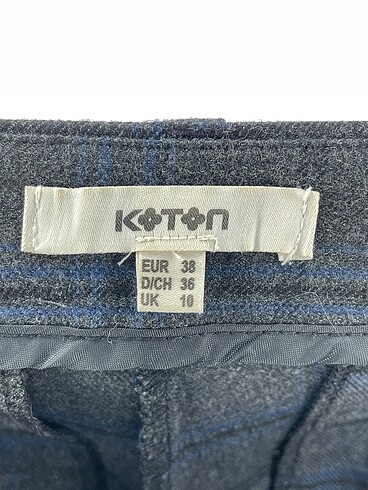 KOTON
EUR 38
D/CH 36
UK 10